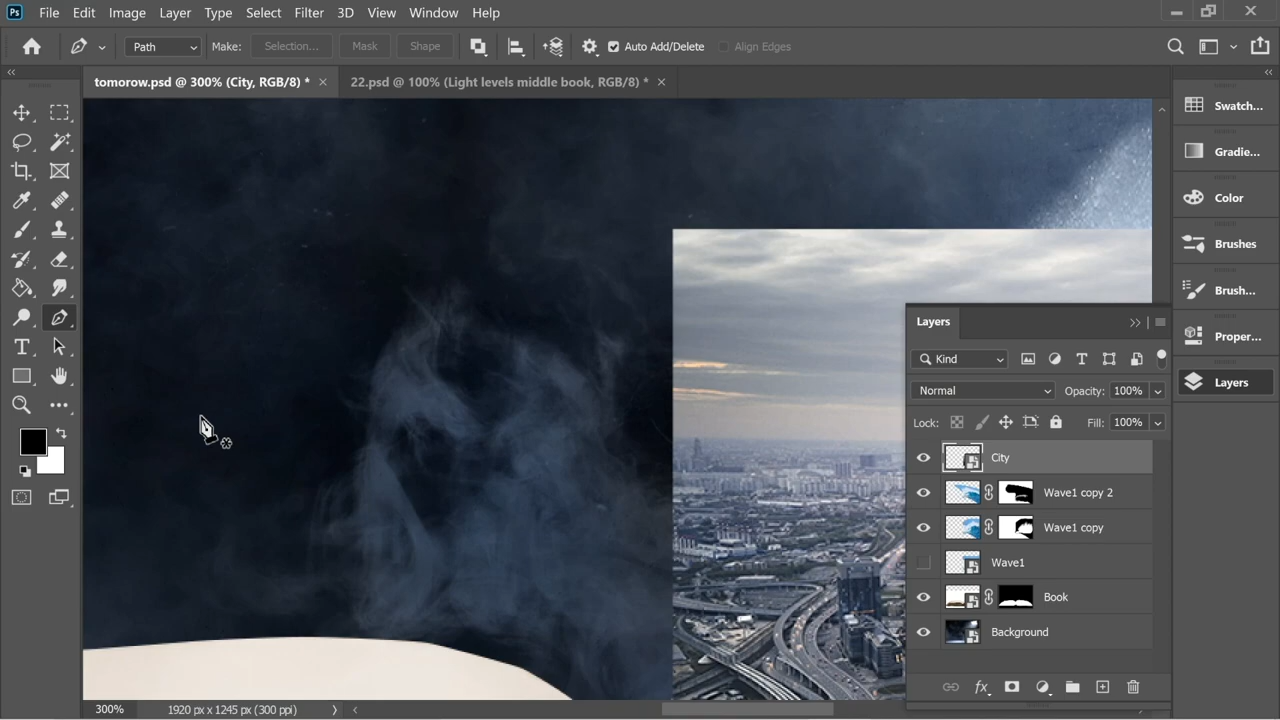 Ps File Edit Image Layer Type Select Filter 3D View Window Help
Path Make: Selection... Mask Shape Auto Add/Delete Align Edges
tomorow.psd @ 300% (City, RGB/8) * 22.psd @ 100% (Light levels middle book, RGB/8) *
Swatch...
Gradie...
Color
Brushes
Brush...
Proper...
Layers
Layers
Kind
Normal Opacity: 100%
Lock: Fill: 100%
City
Wave1 copy 2
Wave1 copy
Wave1
Book
Background
fx
300% 1920 px x 1245 px (300 ppi)